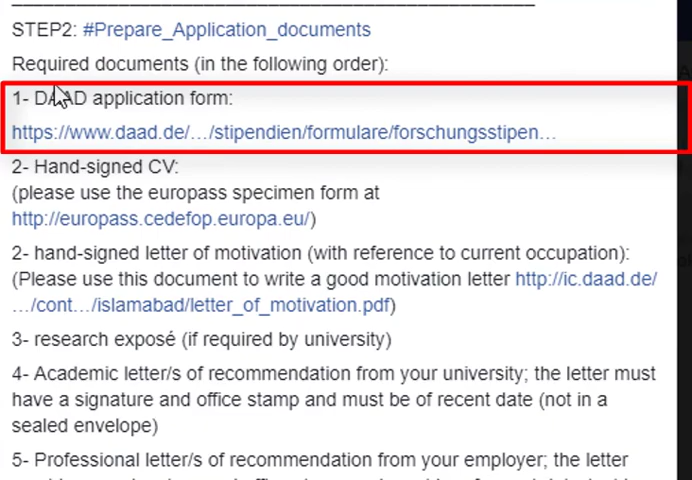 STEP2: #Prepare_Application_documents
Required documents (in the following order):
1- DAAD application form:
https://www.daad.de/…/stipendien/formulare/forschungsstipen…
2- Hand-signed CV:
(please use the europass specimen form at
http://europass.cedefop.europa.eu/)
2- hand-signed letter of motivation (with reference to current occupation):
(Please use this document to write a good motivation letter http://ic.daad.de/
…/cont…/islamabad/letter_of_motivation.pdf)
3- research exposé (if required by university)
4- Academic letter/s of recommendation from your university; the letter must
have a signature and office stamp and must be of recent date (not in a
sealed envelope)
5- Professional letter/s of recommendation from your employer; the letter